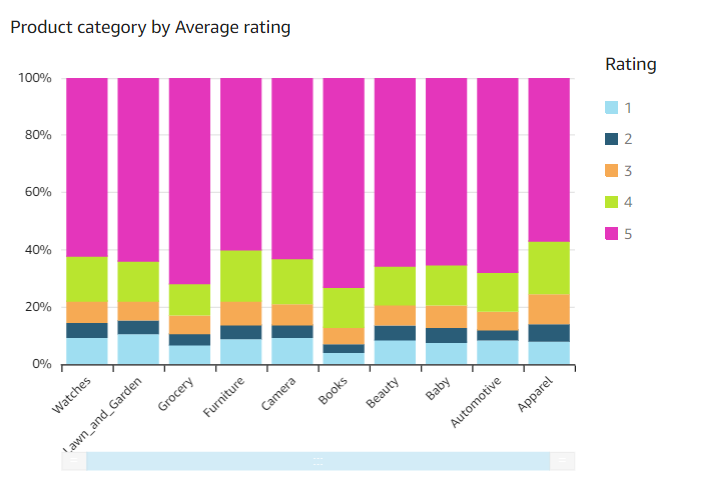 Product category by Average rating
Rating
1
2
3
4
5
100%
80%
60%
40%
20%
0%
Watches
Lawn_and_Garden
Grocery
Furniture
Camera
Books
Beauty
Baby
Automotive
Apparel